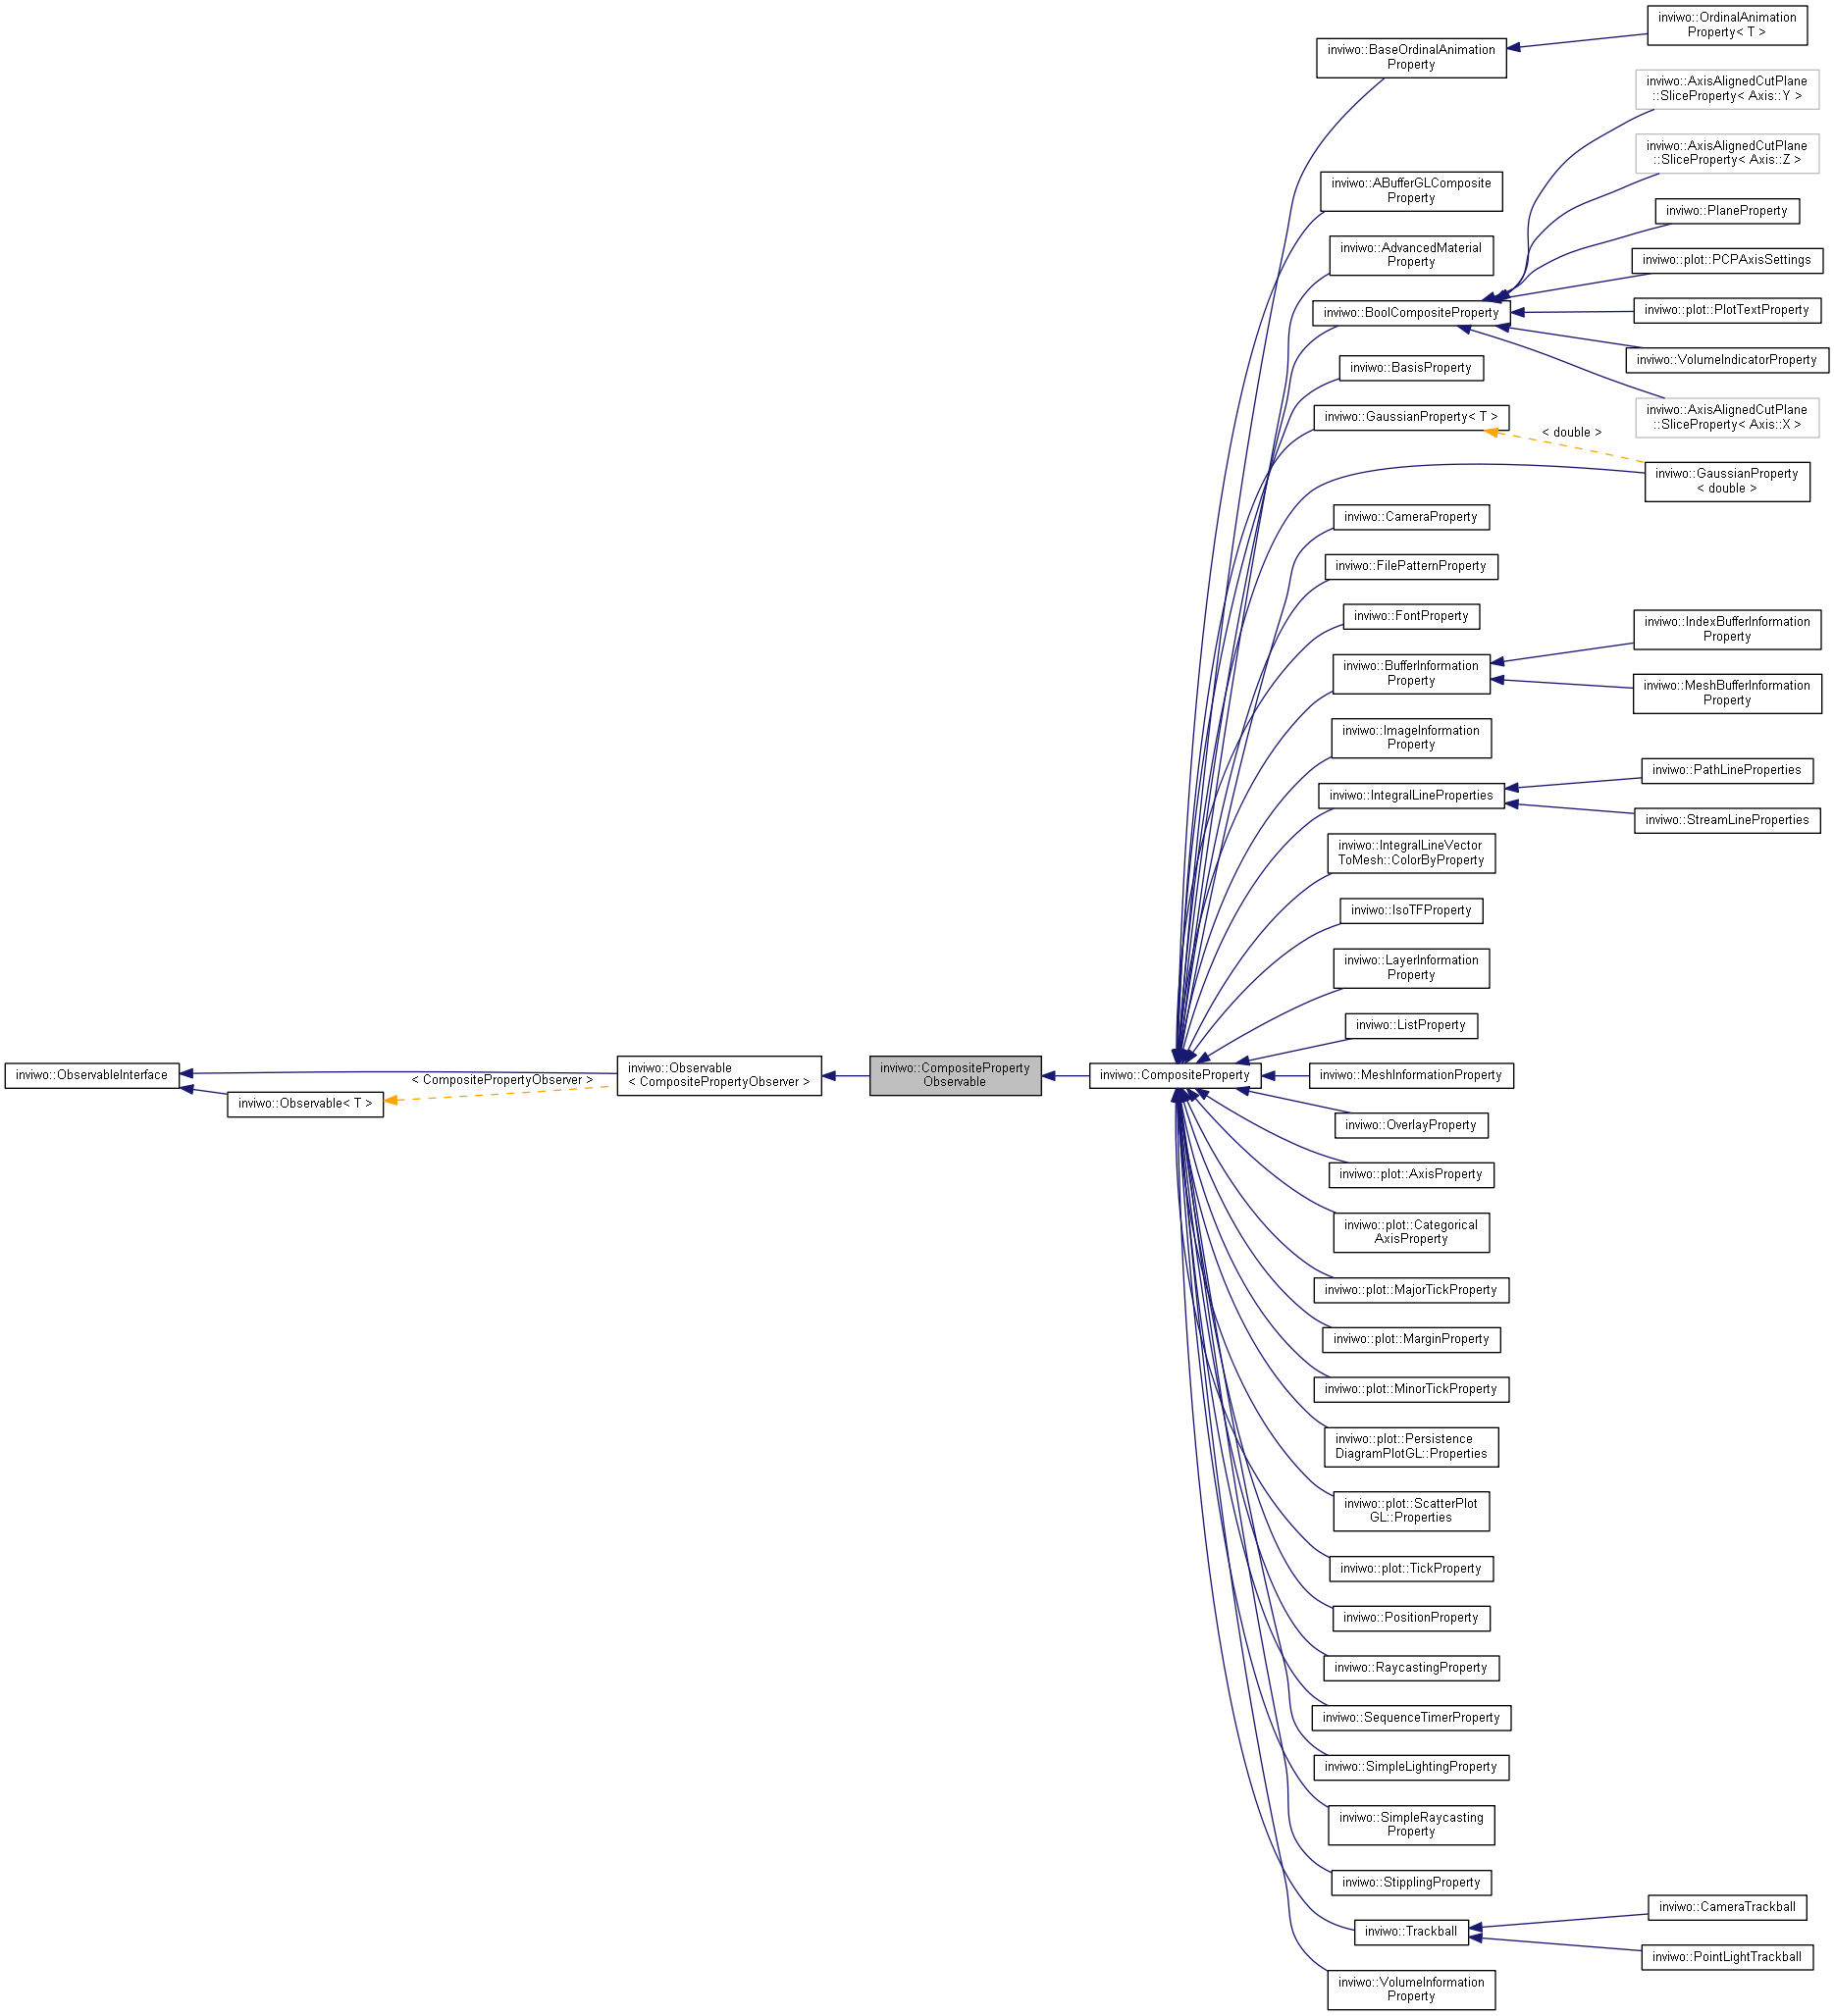 inviwo::ObservableInterface
inviwo::Observable< T >
< CompositePropertyObserver >
inviwo::Observable
< CompositePropertyObserver >
inviwo::CompositeProperty
Observable
inviwo::CompositeProperty
inviwo::BaseOrdinalAnimation
Property
inviwo::ABufferGLComposite
Property
inviwo::AdvancedMaterial
Property
inviwo::BoolCompositeProperty
inviwo::BasisProperty
inviwo::GaussianProperty< T >
inviwo::CameraProperty
inviwo::FilePatternProperty
inviwo::FontProperty
inviwo::BufferInformation
Property
inviwo::ImageInformation
Property
inviwo::IntegralLineProperties
inviwo::IntegralLineVector
ToMesh::ColorByProperty
inviwo::IsoTFProperty
inviwo::LayerInformation
Property
inviwo::ListProperty
inviwo::MeshInformationProperty
inviwo::OverlayProperty
inviwo::plot::AxisProperty
inviwo::plot::Categorical
AxisProperty
inviwo::plot::MajorTickProperty
inviwo::plot::MarginProperty
inviwo::plot::MinorTickProperty
inviwo::plot::Persistence
DiagramPlotGL::Properties
inviwo::plot::ScatterPlot
GL::Properties
inviwo::plot::TickProperty
inviwo::PositionProperty
inviwo::RaycastingProperty
inviwo::SequenceTimerProperty
inviwo::SimpleLightingProperty
inviwo::SimpleRaycasting
Property
inviwo::StipplingProperty
inviwo::Trackball
inviwo::VolumeInformation
Property
inviwo::OrdinalAnimation
Property< T >
inviwo::AxisAlignedCutPlane
::SliceProperty< Axis::Y >
inviwo::AxisAlignedCutPlane
::SliceProperty< Axis::Z >
inviwo::PlaneProperty
inviwo::plot::PCPAxisSettings
inviwo::plot::PlotTextProperty
inviwo::VolumeIndicatorProperty
inviwo::AxisAlignedCutPlane
::SliceProperty< Axis::X >
< double >
inviwo::GaussianProperty
< double >
inviwo::IndexBufferInformation
Property
inviwo::MeshBufferInformation
Property
inviwo::PathLineProperties
inviwo::StreamLineProperties
inviwo::CameraTrackball
inviwo::PointLightTrackball